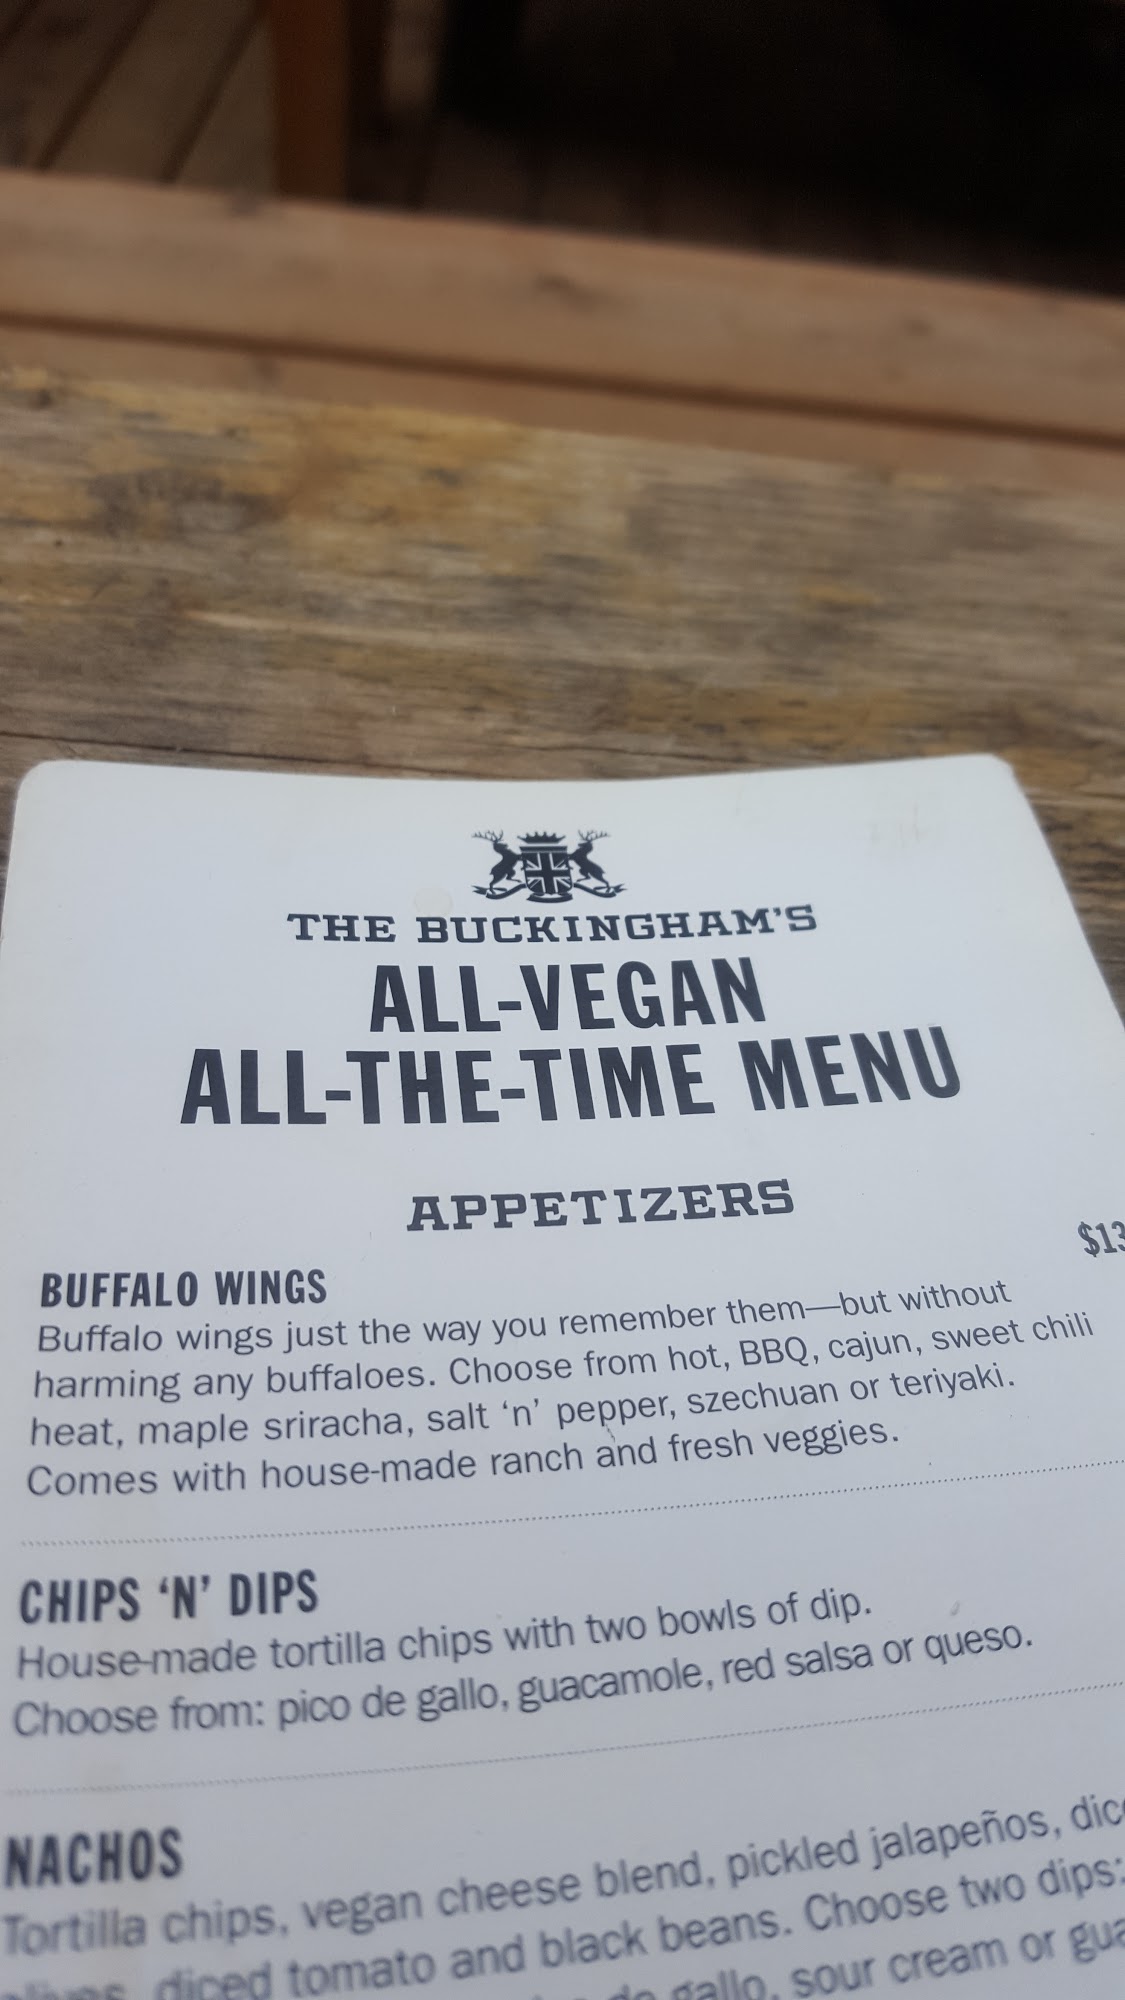 THE BUCKINGHAM'S
ALL-VEGAN
ALL-THE-TIME MENU
APPETIZERS
BUFFALO WINGS
Buffalo wings just the way you remember them—but without
harming any buffaloes. Choose from hot, BBQ, cajun, sweet chili
heat, maple sriracha, salt ‘n’ pepper, szechuan or teriyaki.
Comes with house-made ranch and fresh veggies.
CHIPS ‘N’ DIPS
House-made tortilla chips with two bowls of dip.
Choose from: pico de gallo, guacamole, red salsa or queso.
NACHOS
Tortilla chips, vegan cheese blend, pickled jalapeños,
olives, diced tomato and black beans. Choose two dips:
de gallo, sour cream or